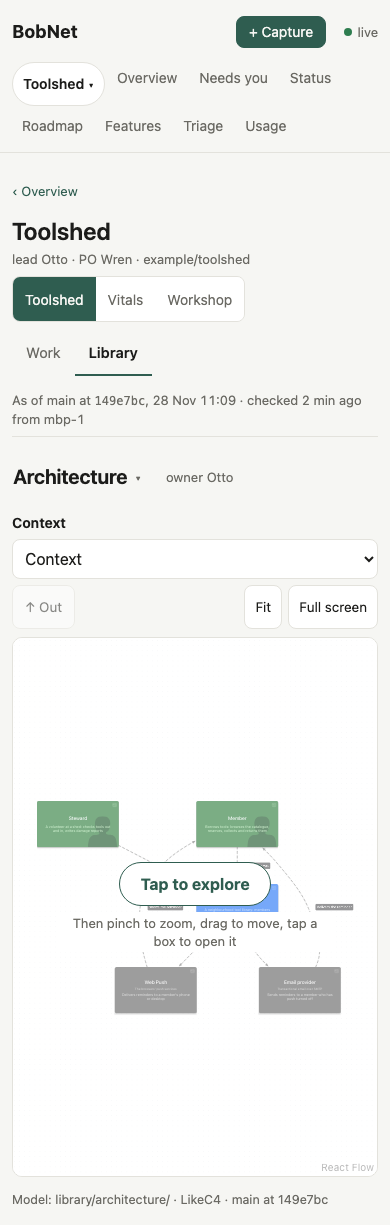 BobNet
+ Capture
live
Toolshed ▾
Overview
Needs you
Status
Roadmap
Features
Triage
Usage
‹ Overview
Toolshed
lead Otto · PO Wren · example/toolshed
Toolshed
Vitals
Workshop
Work
Library
As of main at 149e7bc, 28 Nov 11:09 · checked 2 min ago
from mbp-1
Architecture ▾
owner Otto
Context
Context
↑ Out
Fit
Full screen
Steward
Member
Tap to explore
Then pinch to zoom, drag to move, tap a
box to open it
Web Push
Email provider
React Flow
Model: library/architecture/ · LikeC4 · main at 149e7bc